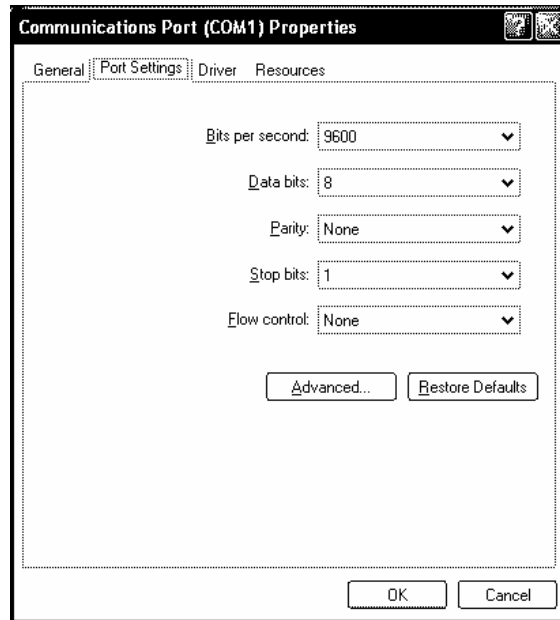 Communications Port (COM1) Properties
General Port Settings Driver Resources
Bits per second: 9600
Data bits: 8
Parity: None
Stop bits: 1
Flow control: None
Advanced... Restore Defaults
OK Cancel